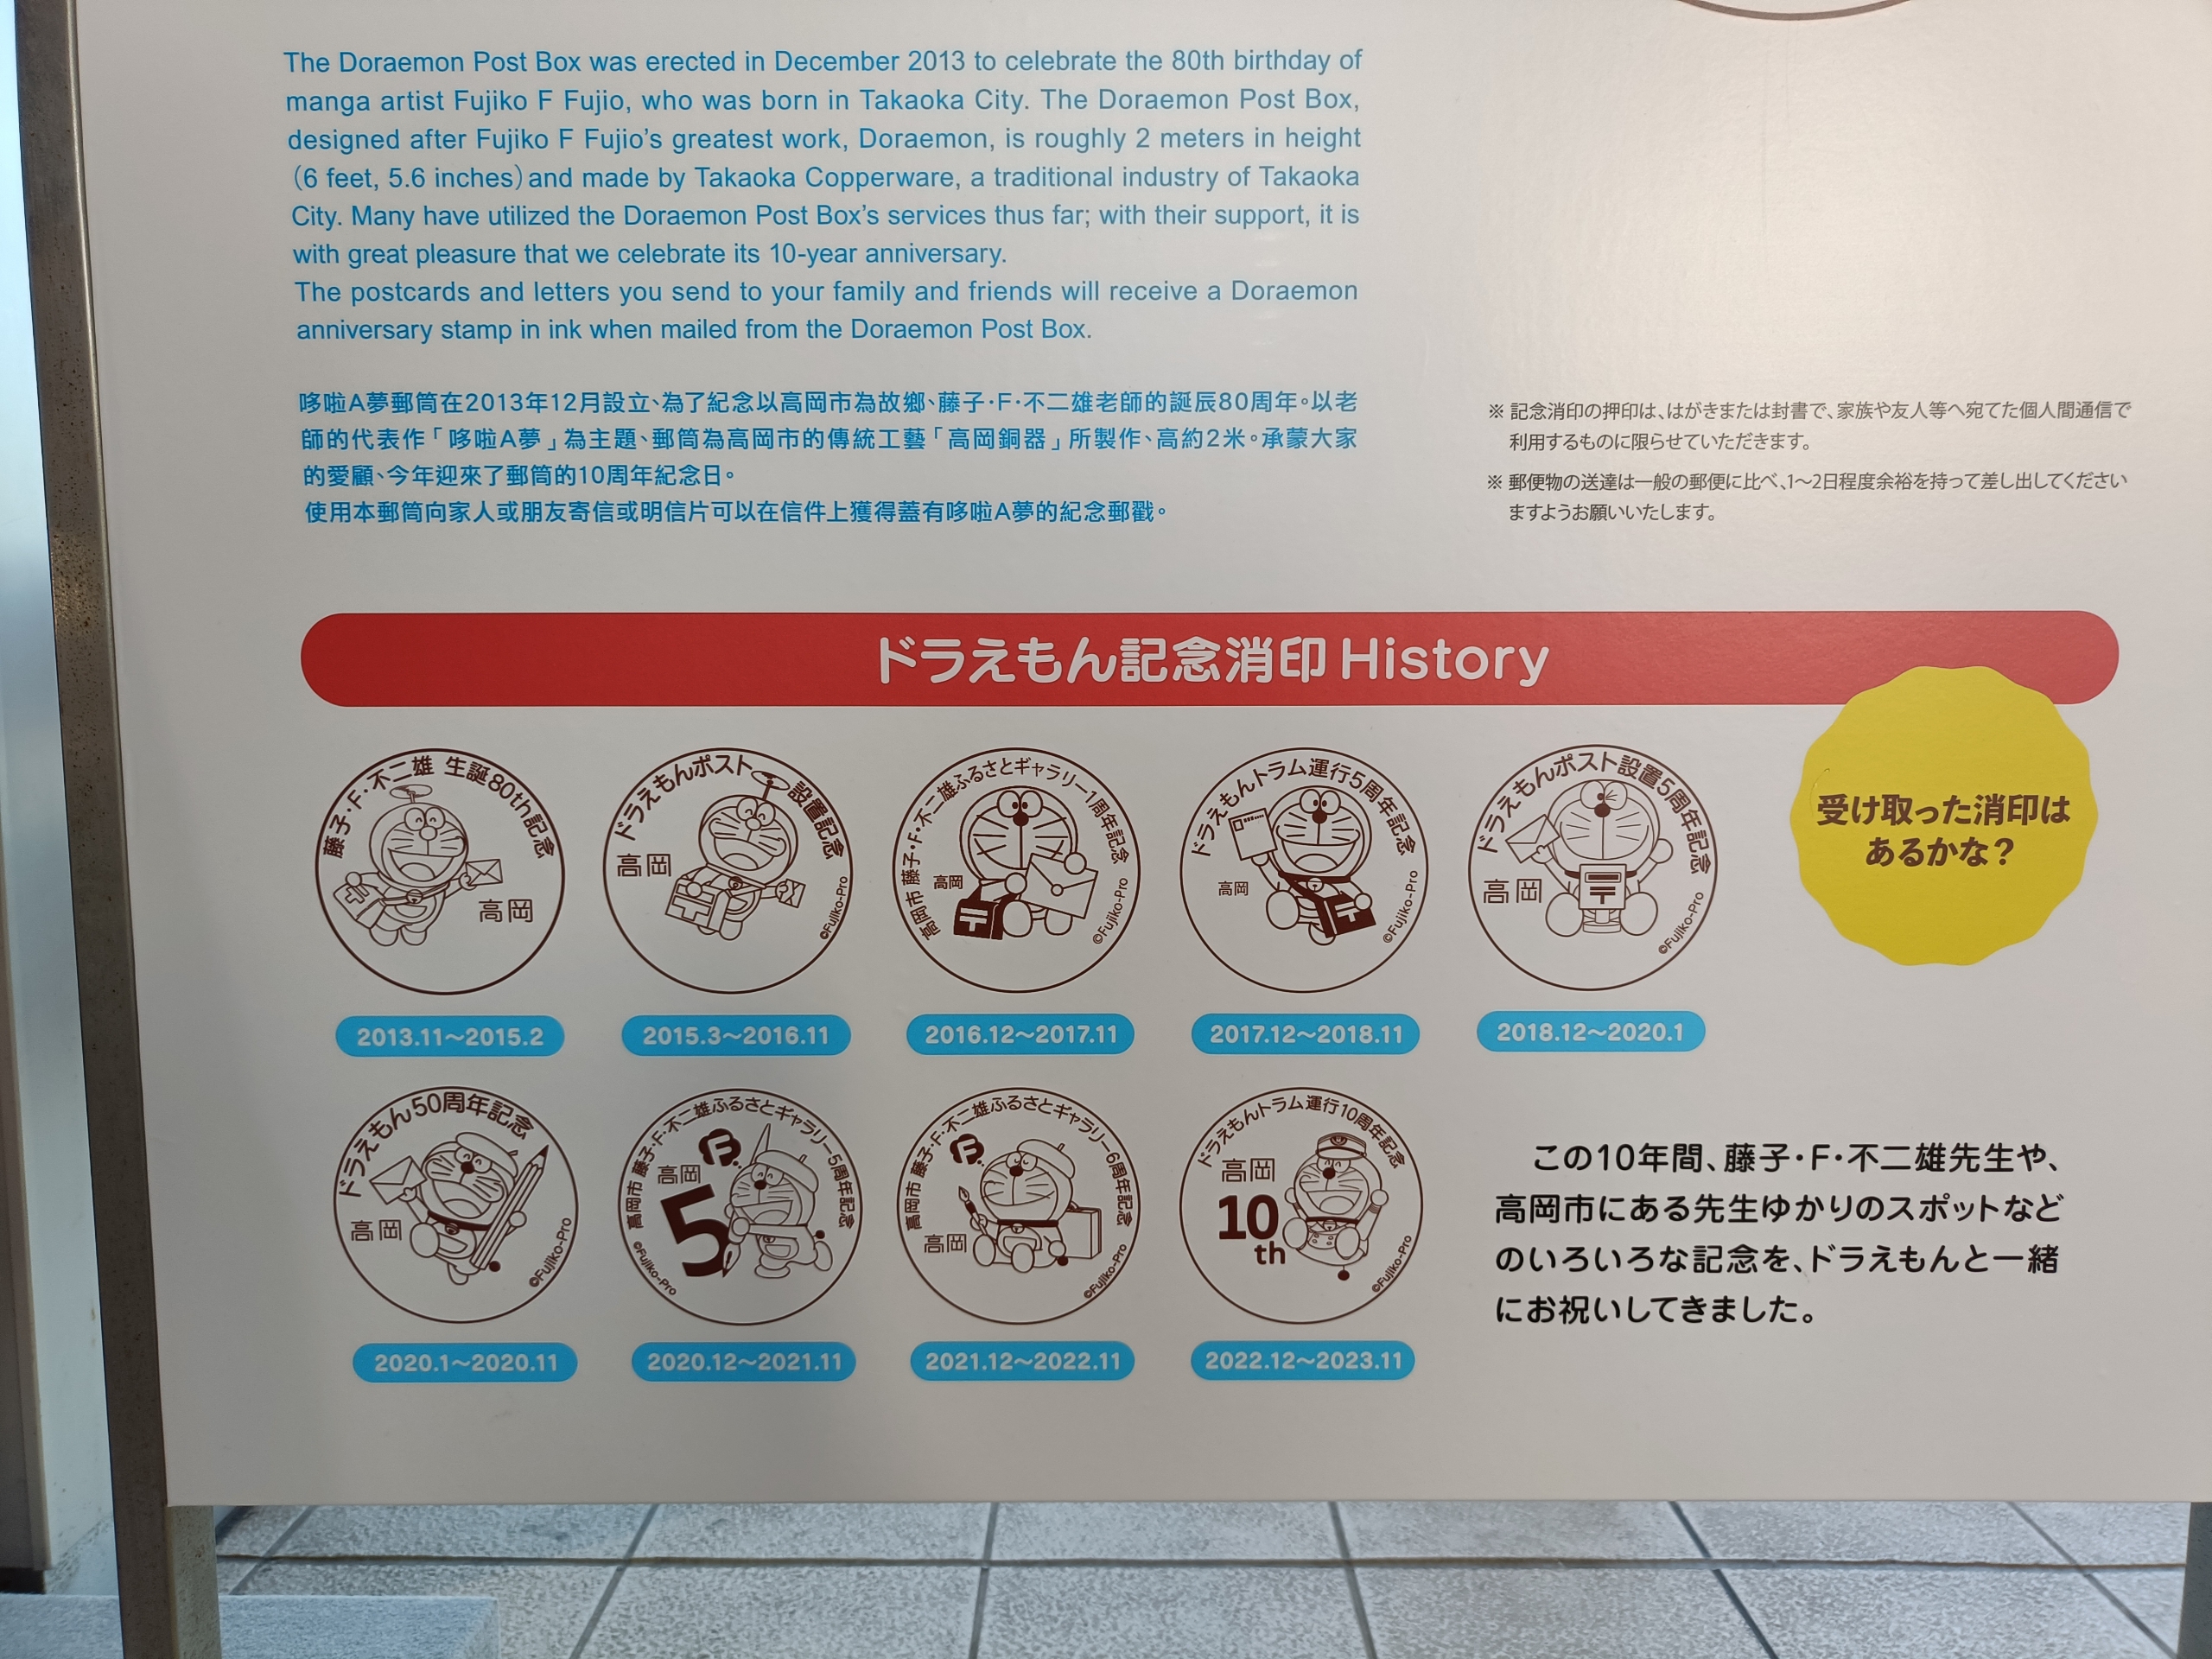 The Doraemon Post Box was erected in December 2013 to celebrate the 80th birthday of
manga artist Fujiko F Fujio, who was born in Takaoka City. The Doraemon Post Box,
designed after Fujiko F Fujio's greatest work, Doraemon, is roughly 2 meters in height
(6 feet, 5.6 inches)and made by Takaoka Copperware, a traditional industry of Takaoka
City. Many have utilized the Doraemon Post Box's services thus far; with their support, it is
with great pleasure that we celebrate its 10-year anniversary.
The postcards and letters you send to your family and friends will receive a Doraemon
anniversary stamp in ink when mailed from the Doraemon Post Box.
哆啦A夢郵筒在2013年12月設立、為了紀念以高岡市為故鄉、藤子·F·不二雄老師的誕辰80周年。以老
師的代表作「哆啦A夢」為主題、郵筒為高岡市的傳統工藝「高岡銅器」所製作、高約2米。承蒙大家
的愛顧、今年迎來了郵筒的10周年紀念日。
使用本郵筒向家人或朋友寄信或明信片可以在信件上獲得蓋有哆啦A夢的紀念郵戳。
※ 記念消印の押印は、はがきまたは封書で、家族や友人等へ宛てた個人間通信で
利用するものに限らせていただきます。
※ 郵便物の送達は一般の郵便に比べ、1～2日程度余裕を持って差し出してください
ますようお願いいたします。
ドラえもん記念消印 History
受け取った消印は
あるかな？
藤子・F・不二雄 生誕80th記念
高岡
2013.11～2015.2
ドラえもんポスト設置記念
高岡
©Fujiko-Pro
2015.3～2016.11
高岡市 藤子・F・不二雄ふるさとギャラリー1周年記念
高岡
〒
©Fujiko-Pro
2016.12～2017.11
ドラえもんトラム運行5周年記念
高岡
〒
©Fujiko-Pro
2017.12～2018.11
ドラえもんポスト設置5周年記念
高岡
〒
©Fujiko-Pro
2018.12～2020.1
ドラえもん50周年記念
高岡
©Fujiko-Pro
2020.1～2020.11
高岡市 藤子・F・不二雄ふるさとギャラリー5周年記念
F
高岡
5
©Fujiko-Pro
2020.12～2021.11
高岡市 藤子・F・不二雄ふるさとギャラリー6周年記念
F
高岡
©Fujiko-Pro
2021.12～2022.11
ドラえもんトラム運行10周年記念
高岡
10
th
©Fujiko-Pro
2022.12～2023.11
この10年間、藤子・F・不二雄先生や、
高岡市にある先生ゆかりのスポットなど
のいろいろな記念を、ドラえもんと一緒
にお祝いしてきました。